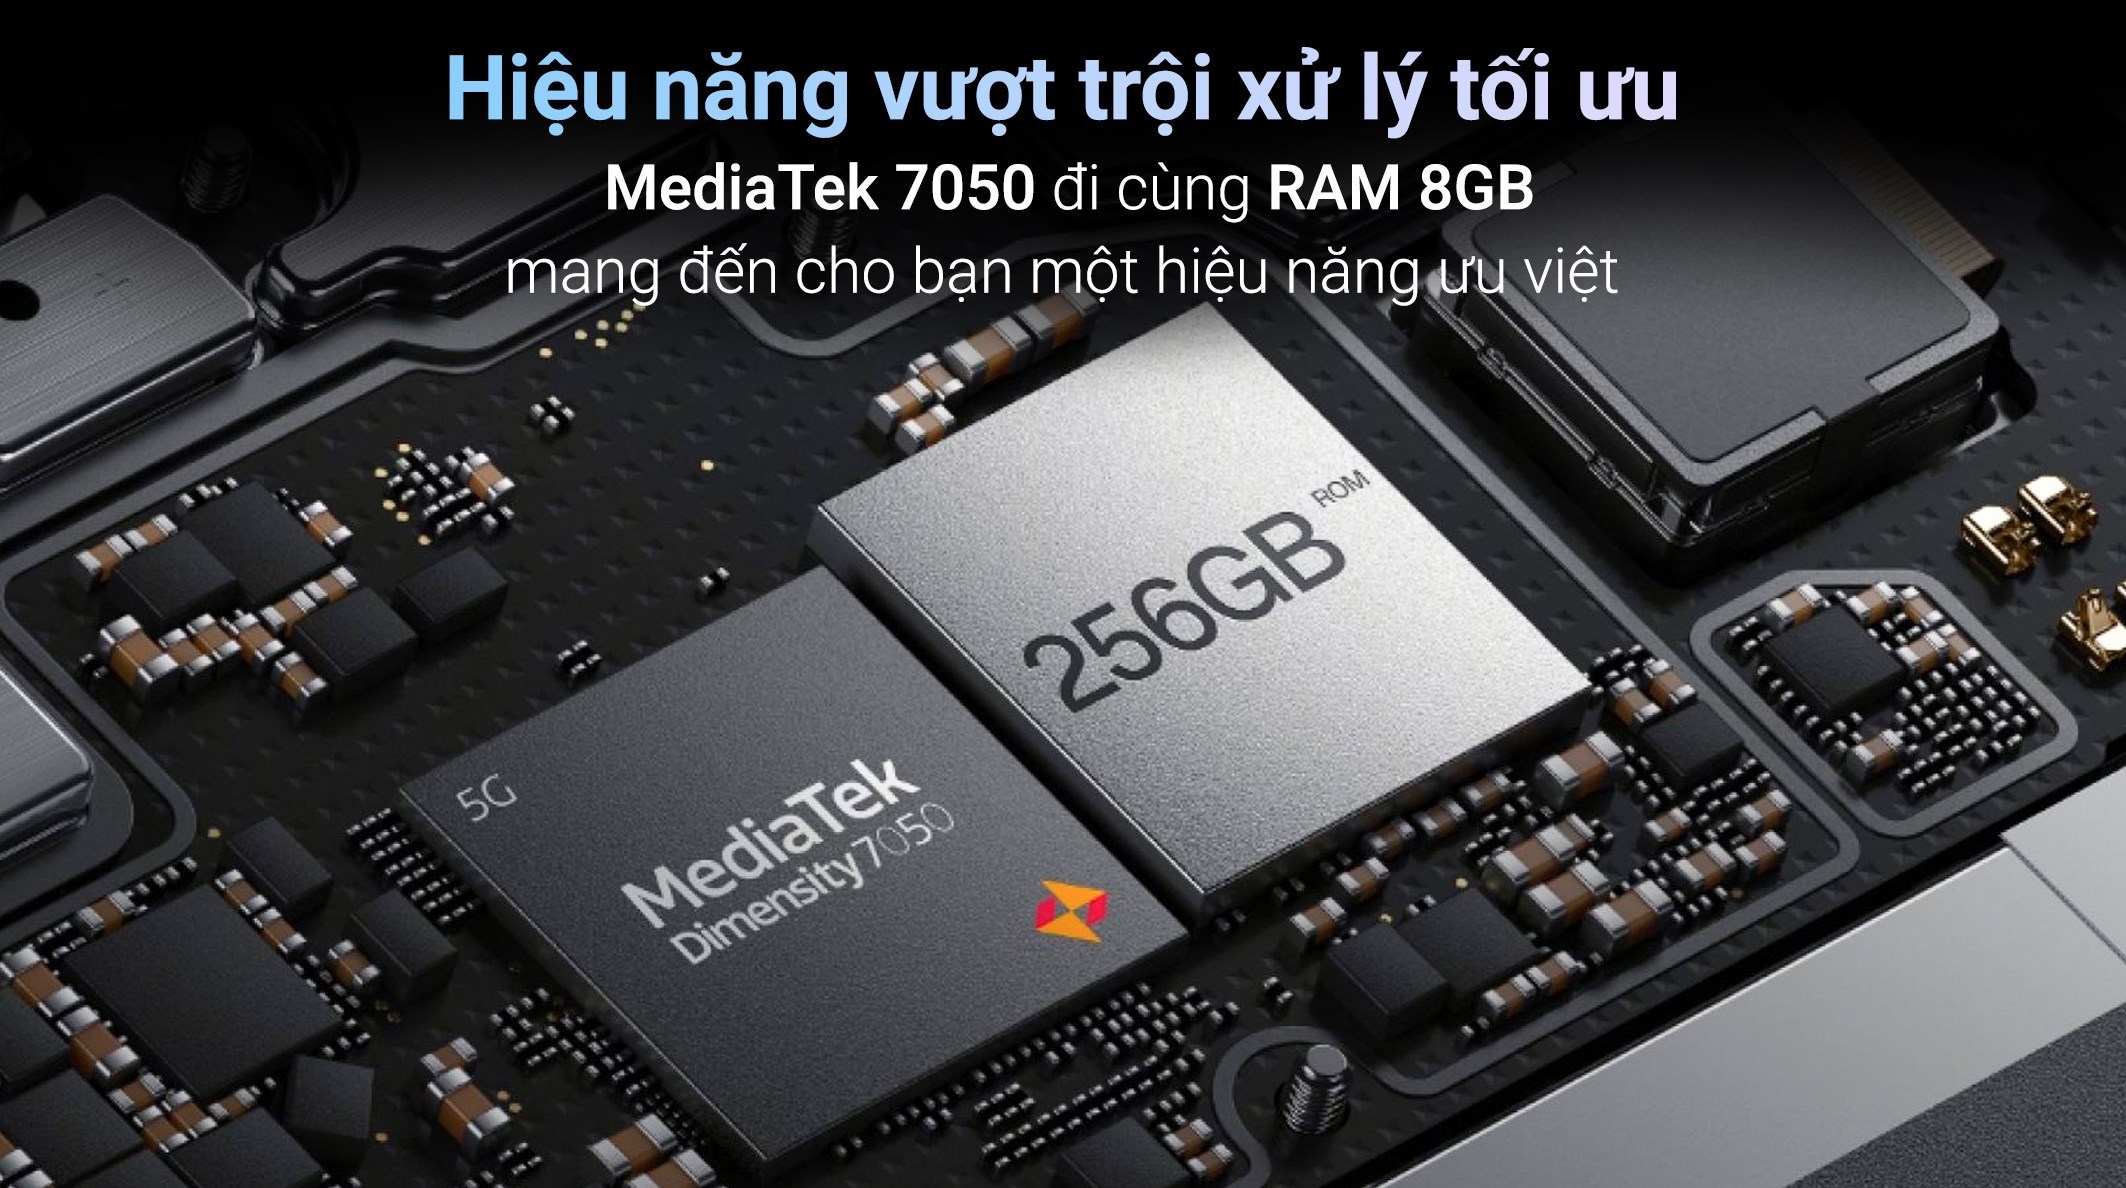 Hiệu năng vượt trội xử lý tối ưu
MediaTek 7050 đi cùng RAM 8GB
mang đến cho bạn một hiệu năng ưu việt
256GB ROM
5G
MediaTek
Dimensity 7050